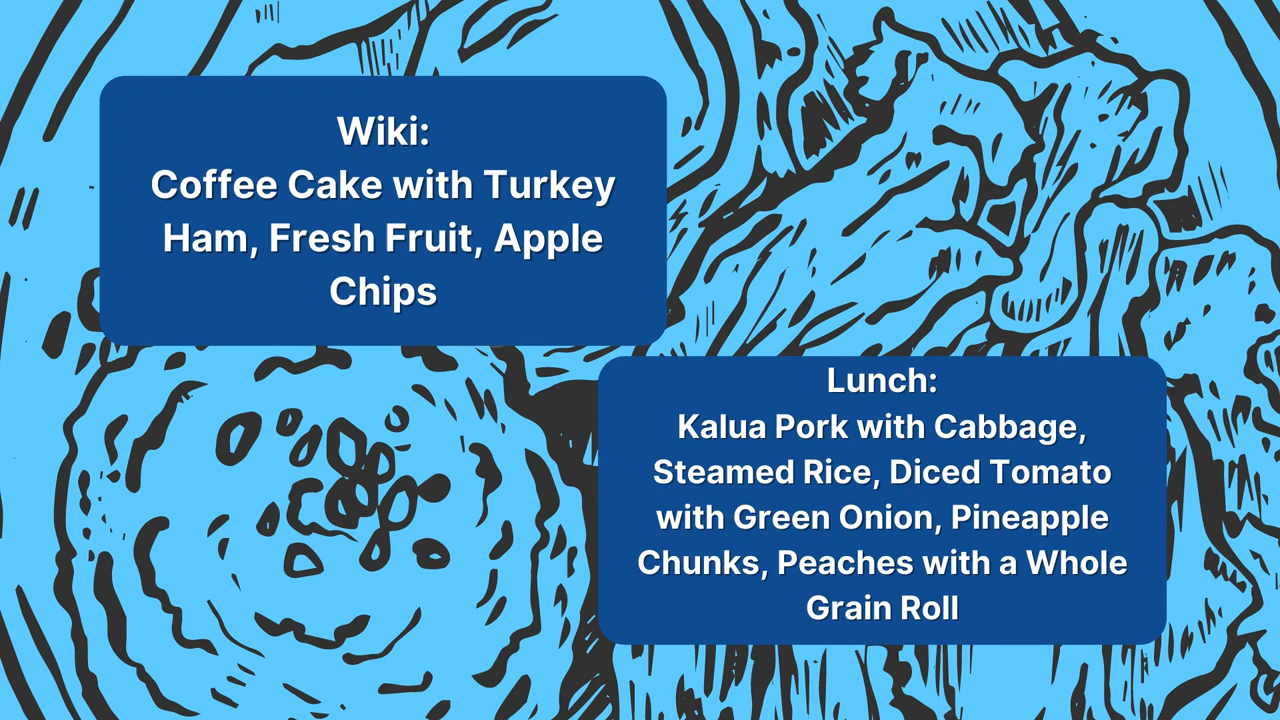 Wiki:
Coffee Cake with Turkey
Ham, Fresh Fruit, Apple
Chips
Lunch:
Kalua Pork with Cabbage,
Steamed Rice, Diced Tomato
with Green Onion, Pineapple
Chunks, Peaches with a Whole
Grain Roll